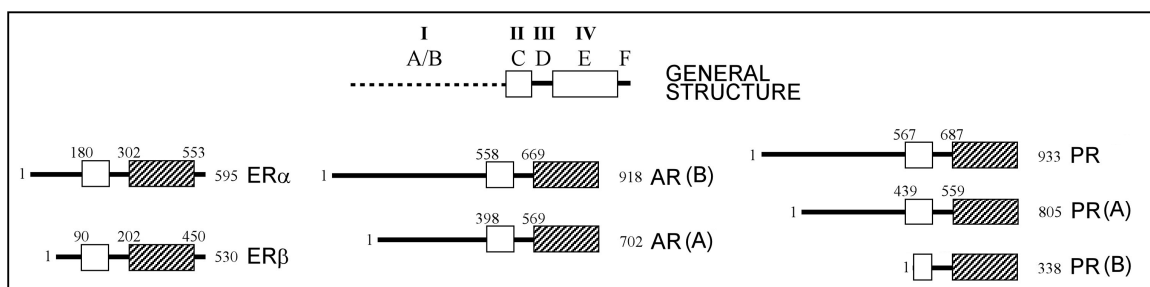 I II III IV
A/B C D E F
GENERAL
STRUCTURE
180 302 553
1 595 ERα
90 202 450
1 530 ERβ
558 669
1 918 AR (B)
398 569
1 702 AR (A)
567 687
1 933 PR
439 559
1 805 PR (A)
1 338 PR (B)